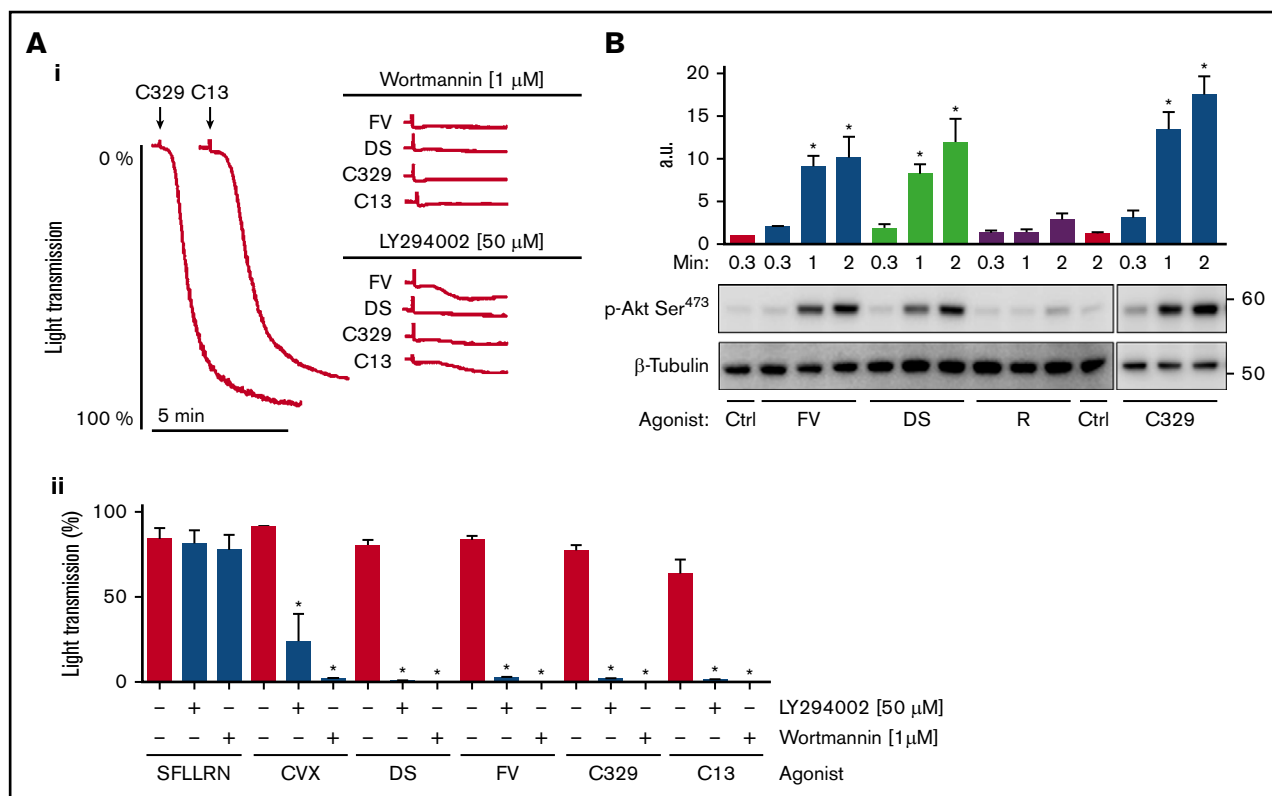 A
i
C329 C13
0 %
Light transmission
100 %
5 min
Wortmannin [1 μM]
FV
DS
C329
C13
LY294002 [50 μM]
FV
DS
C329
C13
B
a.u.
20
15
10
5
0
Min: 0.3 0.3 1 2 0.3 1 2 0.3 1 2 2 0.3 1 2
p-Akt Ser473
60
β-Tubulin
50
Agonist: Ctrl FV DS R Ctrl C329
ii
Light transmission (%)
100
50
0
* * * * * * * * * *
– + – – + – – + – – + – – + – – + – LY294002 [50 μM]
– – + – – + – – + – – + – – + – – + Wortmannin [1μM]
SFLLRN CVX DS FV C329 C13 Agonist